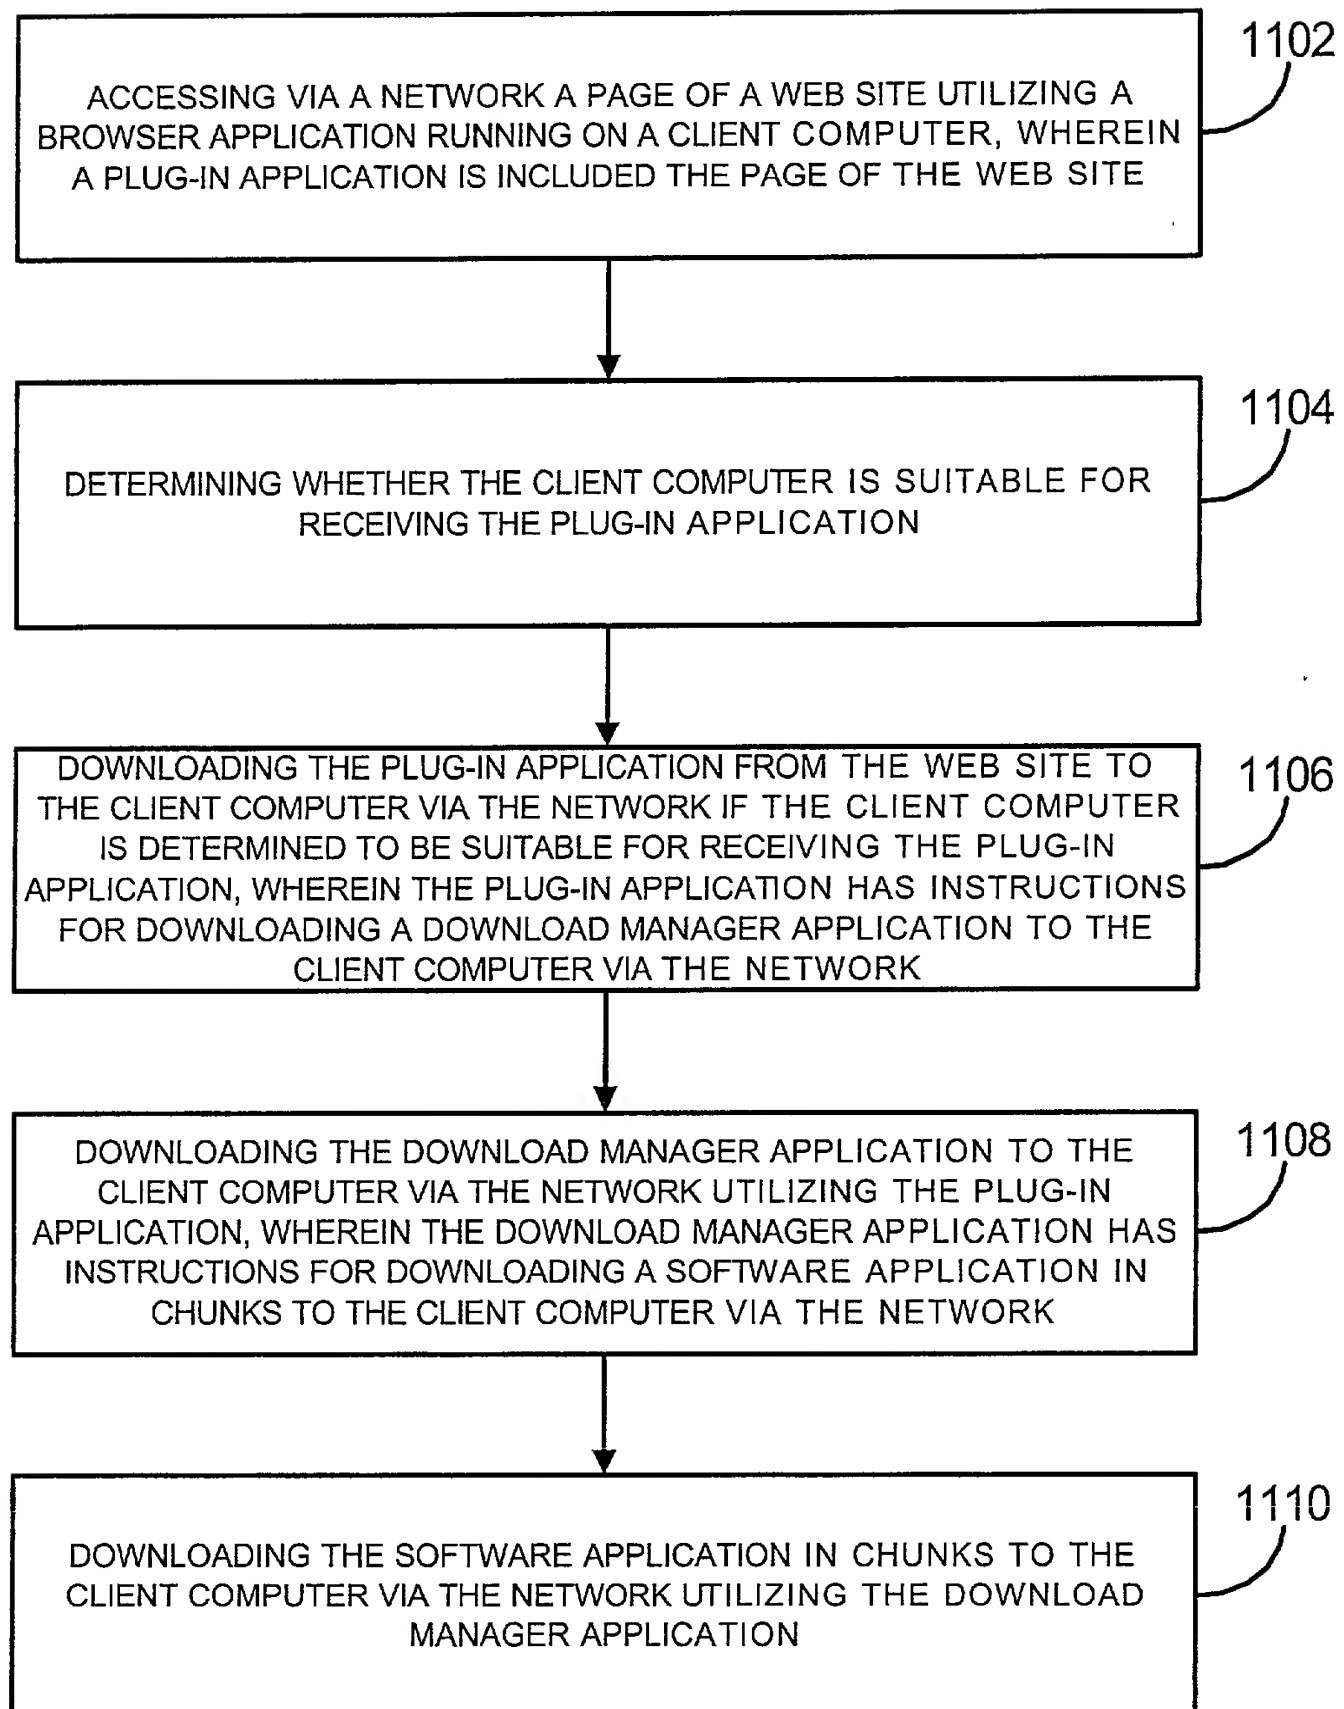 1102
ACCESSING VIA A NETWORK A PAGE OF A WEB SITE UTILIZING A
BROWSER APPLICATION RUNNING ON A CLIENT COMPUTER, WHEREIN
A PLUG-IN APPLICATION IS INCLUDED THE PAGE OF THE WEB SITE
1104
DETERMINING WHETHER THE CLIENT COMPUTER IS SUITABLE FOR
RECEIVING THE PLUG-IN APPLICATION
1106
DOWNLOADING THE PLUG-IN APPLICATION FROM THE WEB SITE TO
THE CLIENT COMPUTER VIA THE NETWORK IF THE CLIENT COMPUTER
IS DETERMINED TO BE SUITABLE FOR RECEIVING THE PLUG-IN
APPLICATION, WHEREIN THE PLUG-IN APPLICATION HAS INSTRUCTIONS
FOR DOWNLOADING A DOWNLOAD MANAGER APPLICATION TO THE
CLIENT COMPUTER VIA THE NETWORK
1108
DOWNLOADING THE DOWNLOAD MANAGER APPLICATION TO THE
CLIENT COMPUTER VIA THE NETWORK UTILIZING THE PLUG-IN
APPLICATION, WHEREIN THE DOWNLOAD MANAGER APPLICATION HAS
INSTRUCTIONS FOR DOWNLOADING A SOFTWARE APPLICATION IN
CHUNKS TO THE CLIENT COMPUTER VIA THE NETWORK
1110
DOWNLOADING THE SOFTWARE APPLICATION IN CHUNKS TO THE
CLIENT COMPUTER VIA THE NETWORK UTILIZING THE DOWNLOAD
MANAGER APPLICATION